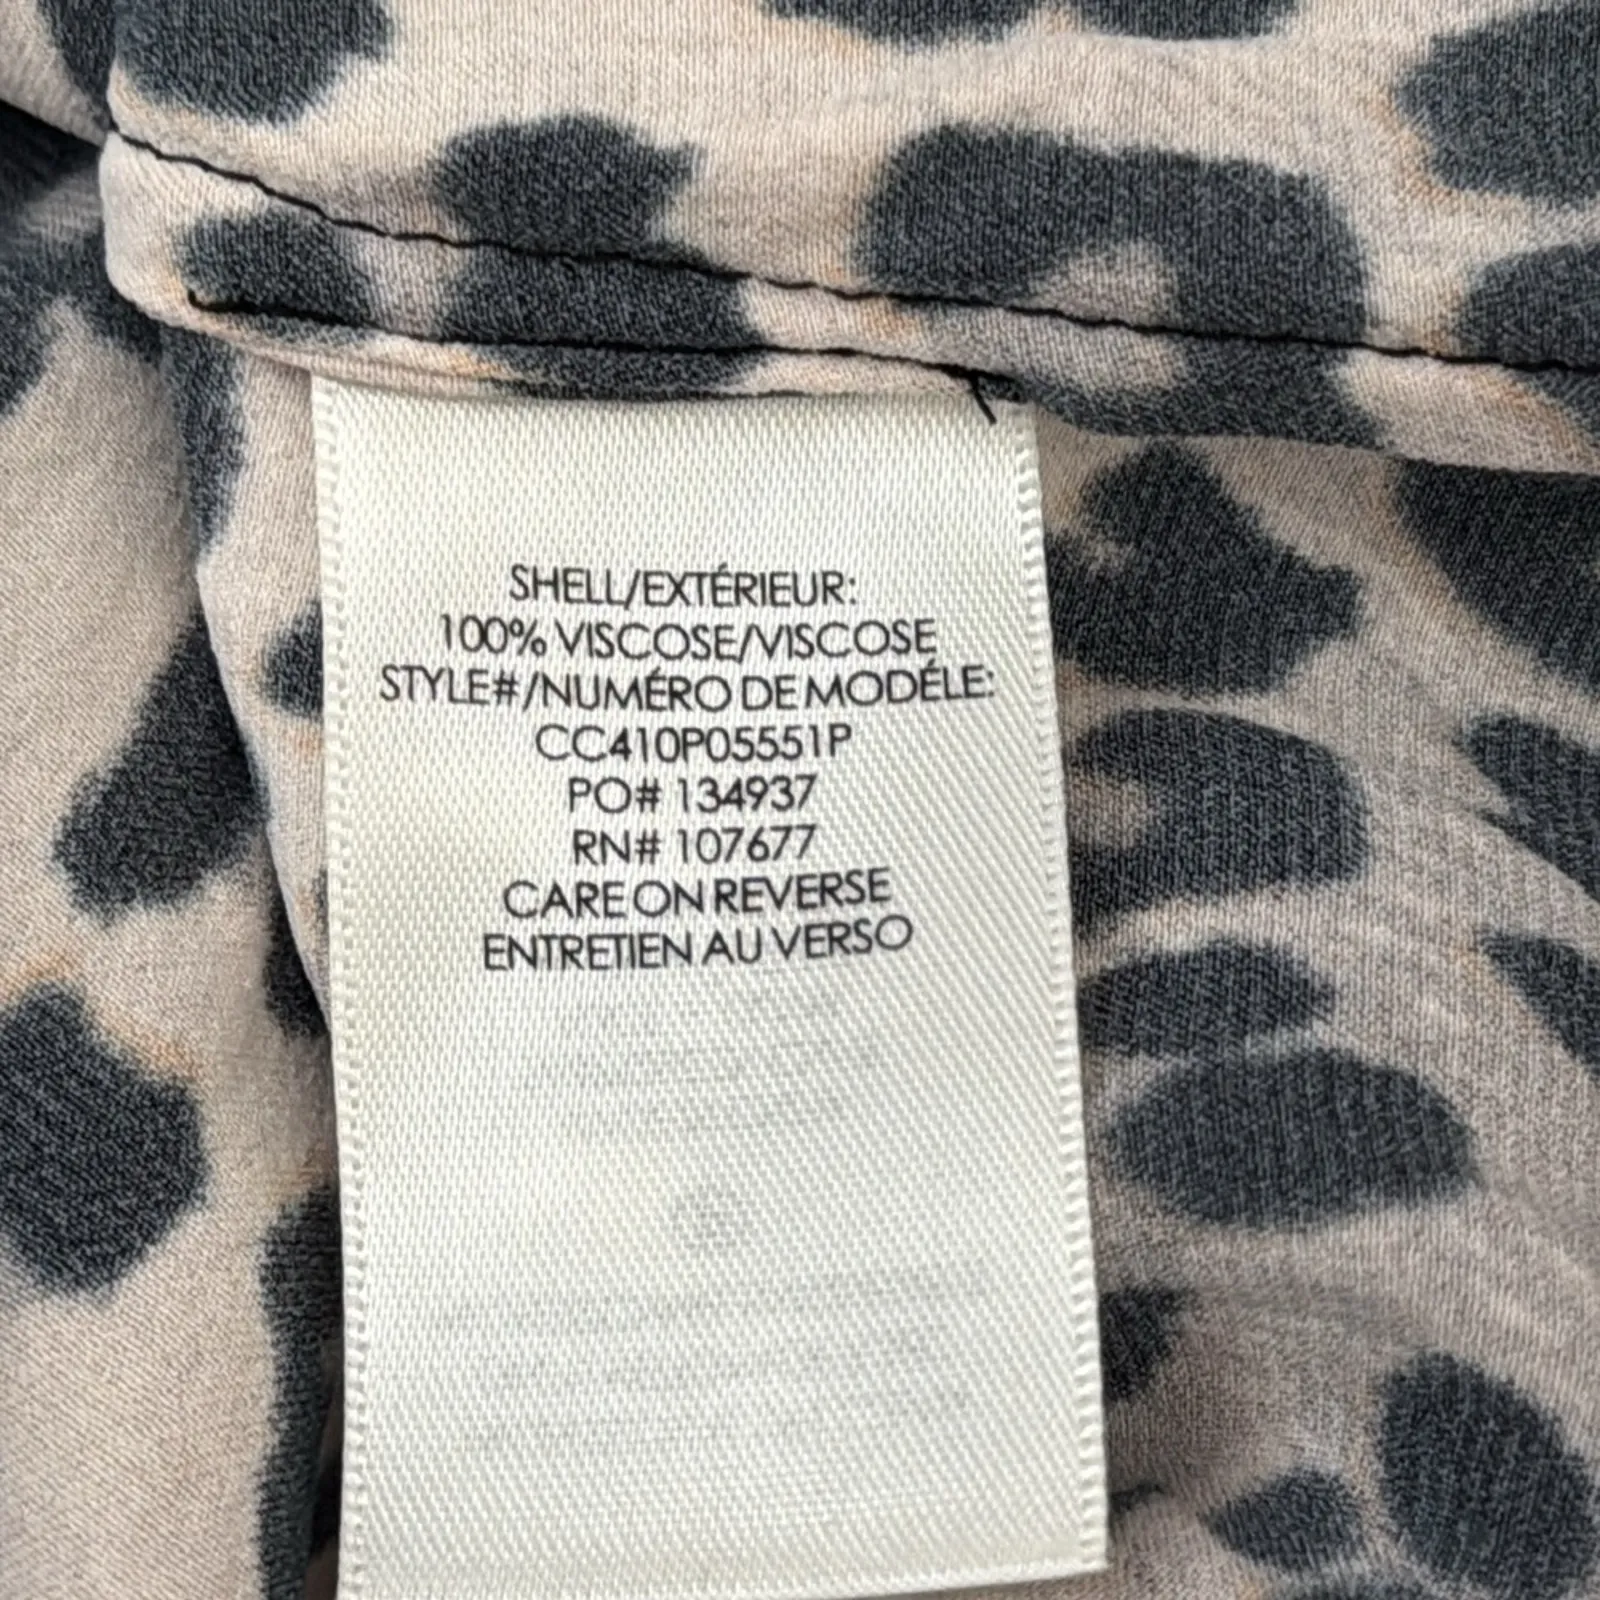 SHELL/EXTÉRIEUR:
100% VISCOSE/VISCOSE
STYLE#/NUMÉRO DE MODÉLE:
CC410P05551P
PO# 134937
RN# 107677
CARE ON REVERSE
ENTRETIEN AU VERSO